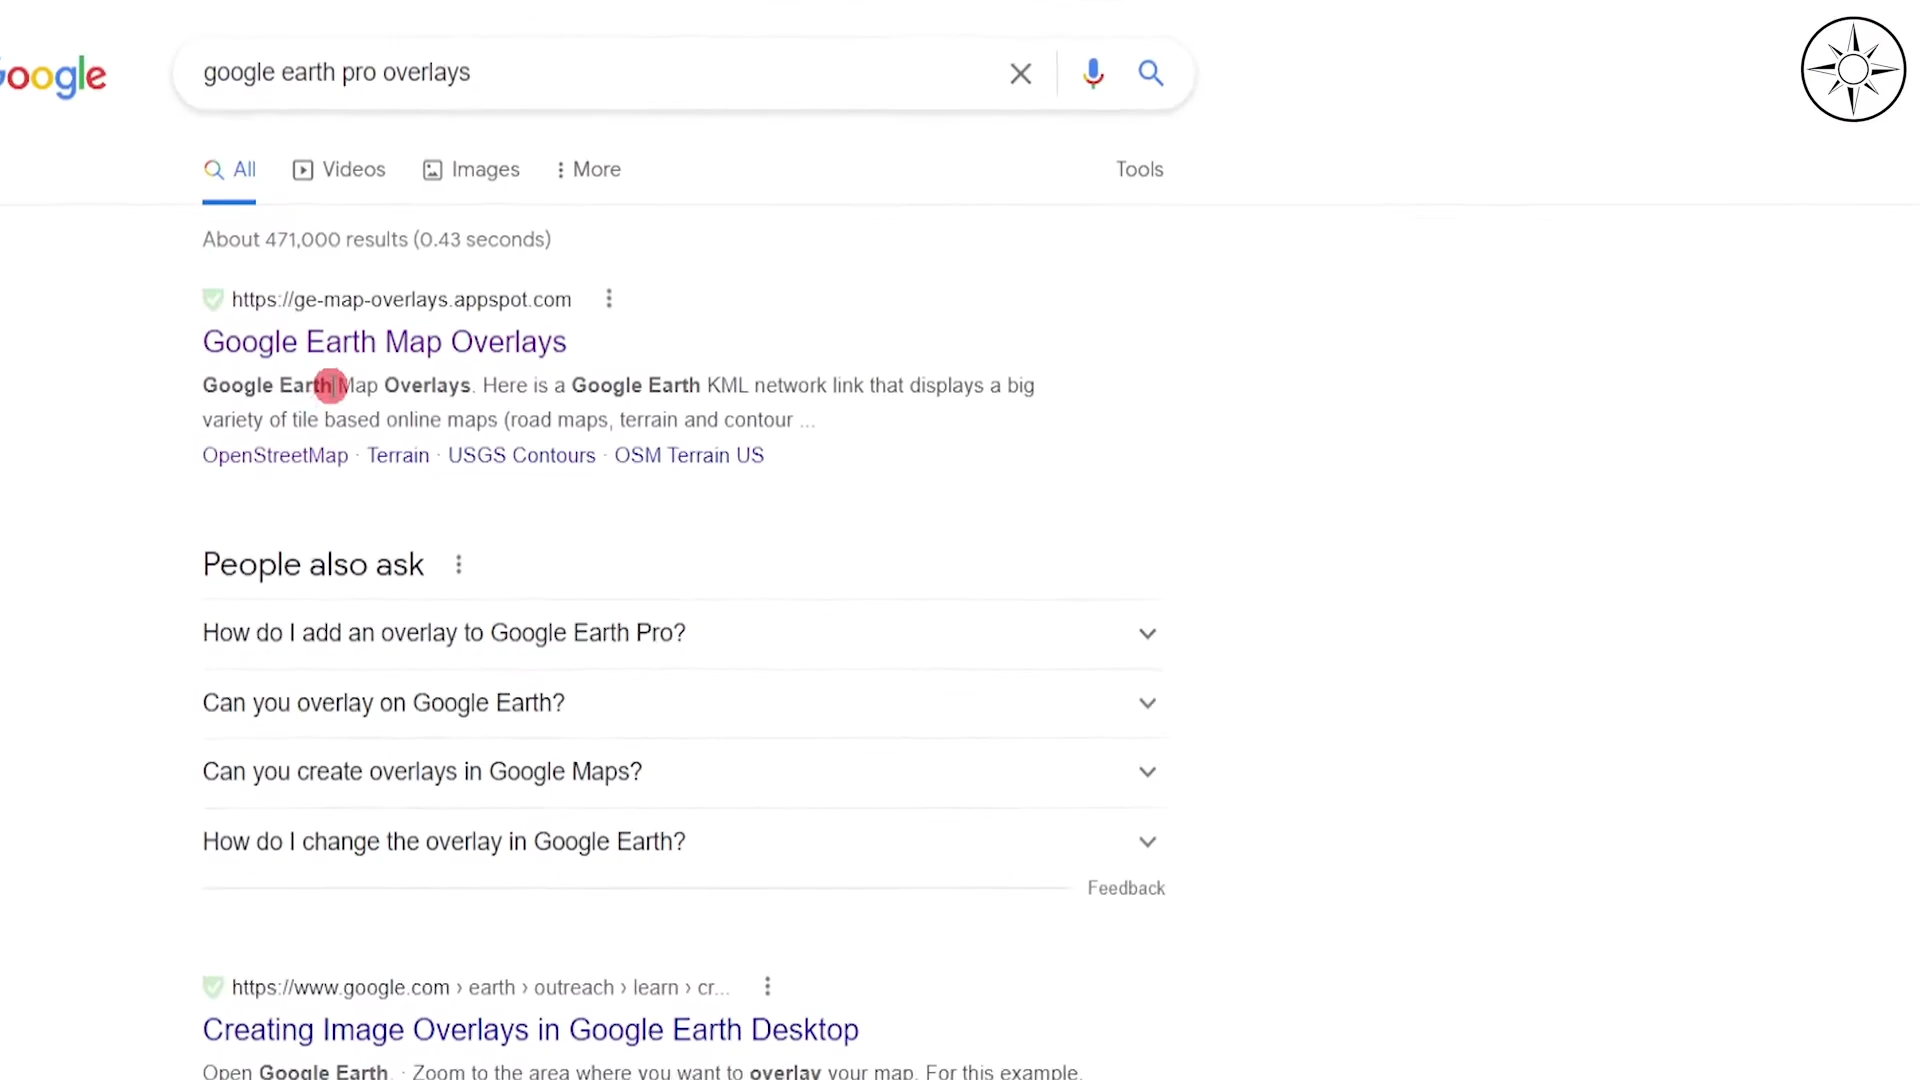 Google
google earth pro overlays
All Videos Images More Tools
About 471,000 results (0.43 seconds)
https://ge-map-overlays.appspot.com
Google Earth Map Overlays
Google Earth Map Overlays. Here is a Google Earth KML network link that displays a big
variety of tile based online maps (road maps, terrain and contour ...
OpenStreetMap · Terrain · USGS Contours · OSM Terrain US
People also ask
How do I add an overlay to Google Earth Pro?
Can you overlay on Google Earth?
Can you create overlays in Google Maps?
How do I change the overlay in Google Earth?
Feedback
https://www.google.com › earth › outreach › learn › cr...
Creating Image Overlays in Google Earth Desktop
Open Google Earth. · Zoom to the area where you want to overlay your map. For this example,